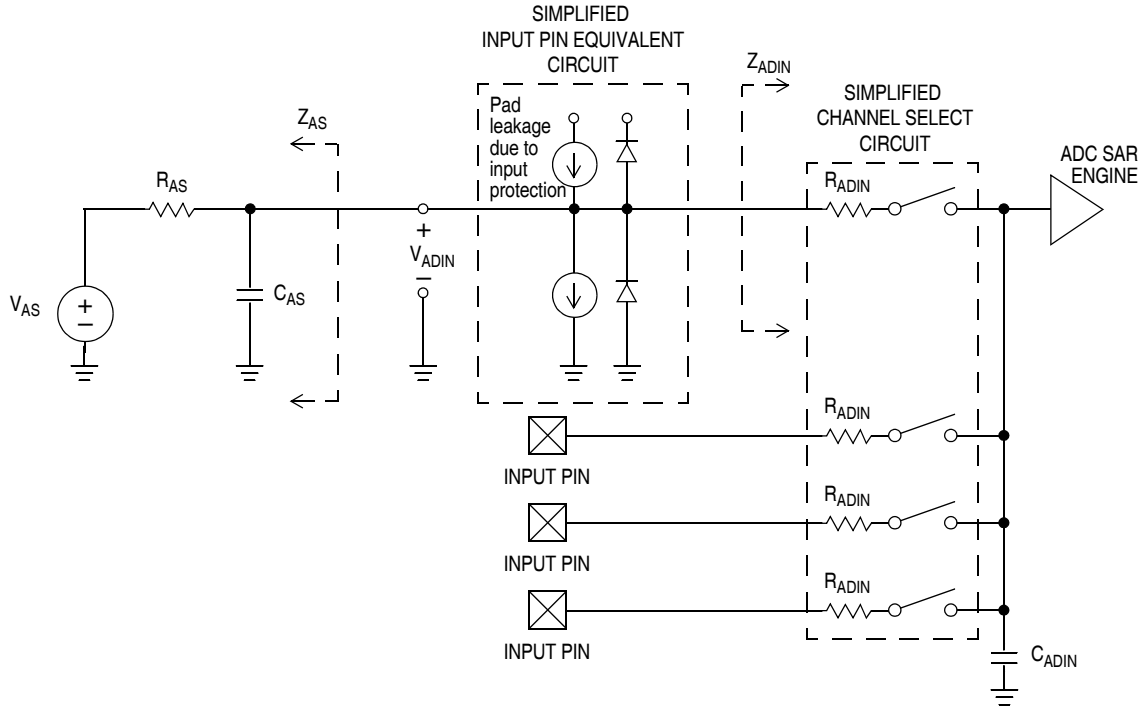 SIMPLIFIED
INPUT PIN EQUIVALENT
CIRCUIT
Pad
leakage
due to
input
protection
Z_AS
R_AS
V_AS
+
–
C_AS
+
V_ADIN
–
Z_ADIN
SIMPLIFIED
CHANNEL SELECT
CIRCUIT
R_ADIN
ADC SAR
ENGINE
R_ADIN
INPUT PIN
R_ADIN
INPUT PIN
R_ADIN
INPUT PIN
C_ADIN